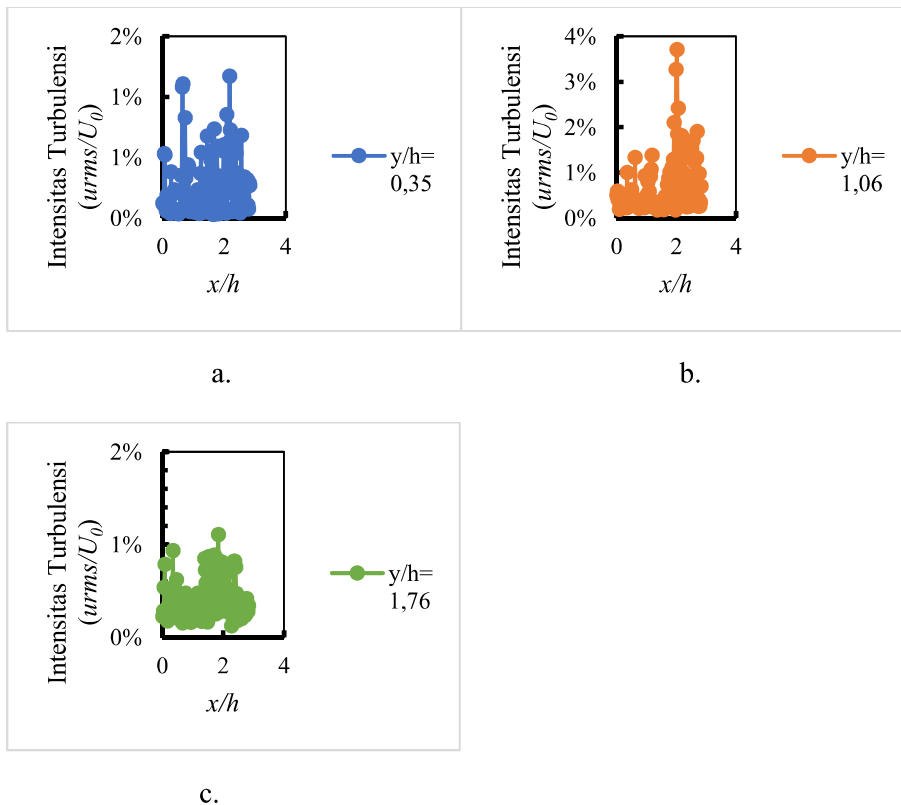 2%
1%
1%
0%
Intensitas Turbulensi
(urms/U0)
0
2
4
x/h
y/h=
0,35
a.
4%
3%
2%
1%
0%
Intensitas Turbulensi
(urms/U0)
0
2
4
x/h
y/h=
1,06
b.
2%
1%
0%
Intensitas Turbulensi
(urms/U0)
0
2
4
x/h
y/h=
1,76
c.